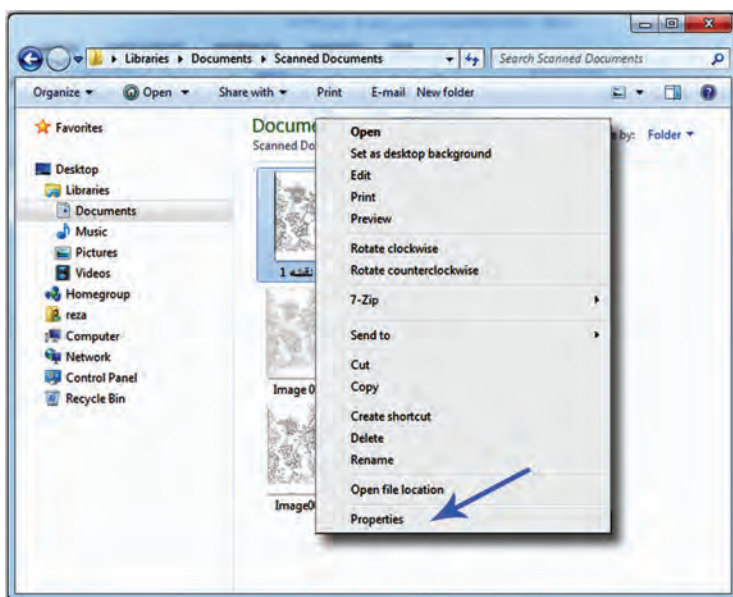 Libraries ▸ Documents ▸ Scanned Documents
Search Scanned Documents
Organize Open Share with Print E-mail New folder
Favorites
Desktop
Libraries
Documents
Music
Pictures
Videos
Homegroup
reza
Computer
Network
Control Panel
Recycle Bin
Docume
Scanned Do
by: Folder
نقشه 1
Image 0
Image0
Open
Set as desktop background
Edit
Print
Preview
Rotate clockwise
Rotate counterclockwise
7-Zip
Send to
Cut
Copy
Create shortcut
Delete
Rename
Open file location
Properties